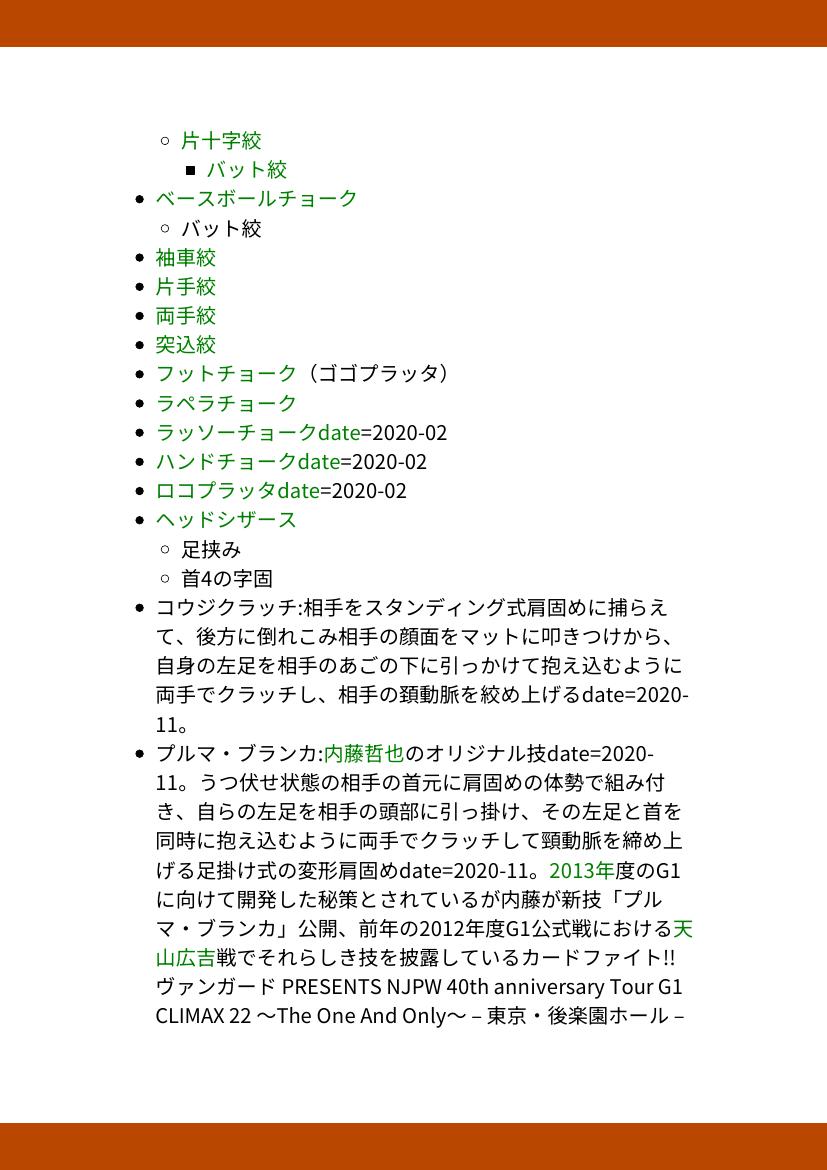 片十字絞
バット絞
ベースボールチョーク
バット絞
袖車絞
片手絞
両手絞
突込絞
フットチョーク（ゴゴプラッタ）
ラペラチョーク
ラッソーチョークdate=2020-02
ハンドチョークdate=2020-02
ロコプラッタdate=2020-02
ヘッドシザース
足挟み
首4の字固
コウジクラッチ:相手をスタンディング式肩固めに捕らえ
て、後方に倒れこみ相手の顔面をマットに叩きつけから、
自身の左足を相手のあごの下に引っかけて抱え込むように
両手でクラッチし、相手の頚動脈を絞め上げるdate=2020-
11。
プルマ・ブランカ:内藤哲也のオリジナル技date=2020-
11。うつ伏せ状態の相手の首元に肩固めの体勢で組み付
き、自らの左足を相手の頭部に引っ掛け、その左足と首を
同時に抱え込むように両手でクラッチして頸動脈を締め上
げる足掛け式の変形肩固めdate=2020-11。2013年度のG1
に向けて開発した秘策とされているが内藤が新技「プル
マ・ブランカ」公開、前年の2012年度G1公式戦における天
山広吉戦でそれらしき技を披露しているカードファイト!!
ヴァンガード PRESENTS NJPW 40th anniversary Tour G1
CLIMAX 22 〜The One And Only〜 – 東京・後楽園ホール –